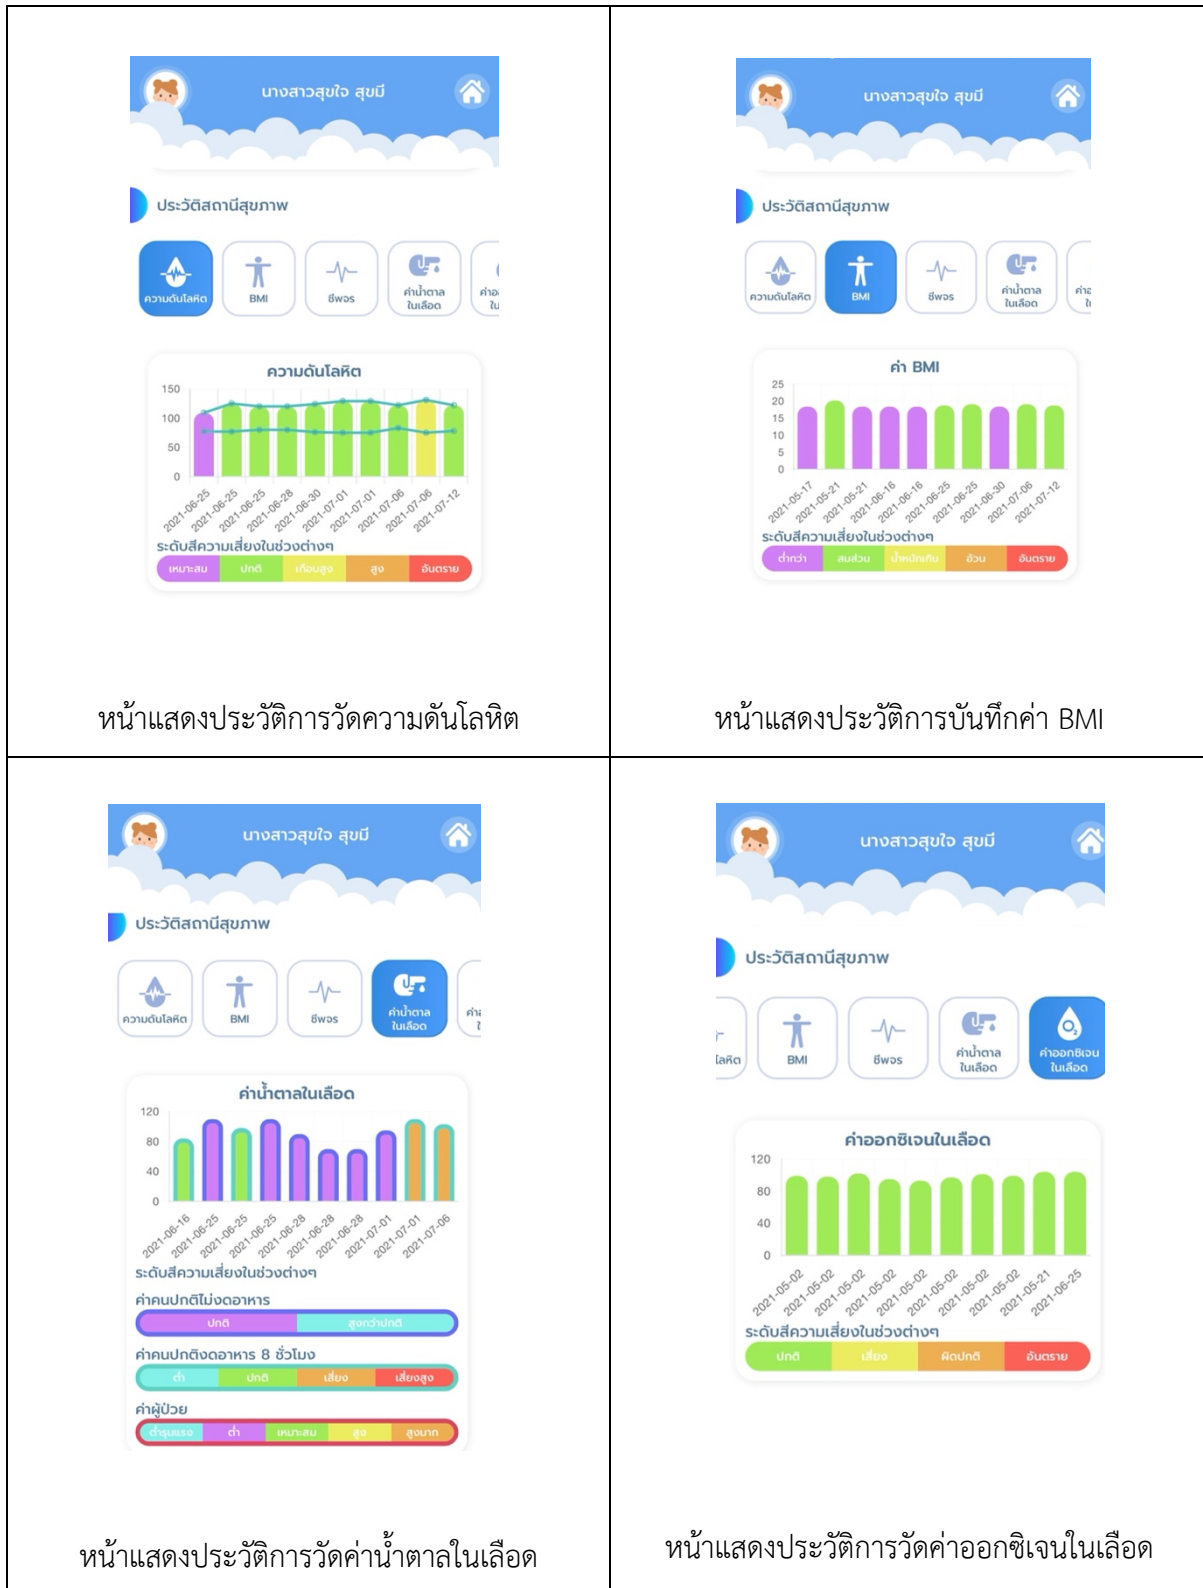 นางสาวสุขใจ สุขมี
ประวัติสถานีสุขภาพ
ความดันโลหิต
BMI
ชีพจร
ค่าน้ำตาล
ในเลือด
ความดันโลหิต
150
100
50
0
2021-06-25
2021-06-25
2021-06-25
2021-06-28
2021-06-30
2021-07-01
2021-07-01
2021-07-06
2021-07-06
2021-07-12
ระดับสีความเสี่ยงในช่วงต่างๆ
เหมาะสม ปกติ เกือบสูง สูง อันตราย
หน้าแสดงประวัติการวัดความดันโลหิต
นางสาวสุขใจ สุขมี
ประวัติสถานีสุขภาพ
ความดันโลหิต
BMI
ชีพจร
ค่าน้ำตาล
ในเลือด
ค่า BMI
25
20
15
10
5
0
2021-05-17
2021-05-21
2021-05-21
2021-06-16
2021-06-16
2021-06-25
2021-06-25
2021-06-30
2021-07-06
2021-07-12
ระดับสีความเสี่ยงในช่วงต่างๆ
ต่ำกว่า สมส่วน น้ำหนักเกิน อ้วน อันตราย
หน้าแสดงประวัติการบันทึกค่า BMI
นางสาวสุขใจ สุขมี
ประวัติสถานีสุขภาพ
ความดันโลหิต
BMI
ชีพจร
ค่าน้ำตาล
ในเลือด
ค่าน้ำตาลในเลือด
120
80
40
0
2021-06-16
2021-06-25
2021-06-25
2021-06-25
2021-06-28
2021-06-28
2021-06-28
2021-07-01
2021-07-01
2021-07-06
ระดับสีความเสี่ยงในช่วงต่างๆ
ค่าคนปกติไม่งดอาหาร
ปกติ สูงกว่าปกติ
ค่าคนปกติงดอาหาร 8 ชั่วโมง
ต่ำ ปกติ เสี่ยง เสี่ยงสูง
ค่าผู้ป่วย
ต่ำรุนแรง ต่ำ เหมาะสม สูง สูงมาก
หน้าแสดงประวัติการวัดค่าน้ำตาลในเลือด
นางสาวสุขใจ สุขมี
ประวัติสถานีสุขภาพ
โลหิต
BMI
ชีพจร
ค่าน้ำตาล
ในเลือด
O2
ค่าออกซิเจน
ในเลือด
ค่าออกซิเจนในเลือด
120
80
40
0
2021-05-02
2021-05-02
2021-05-02
2021-05-02
2021-05-02
2021-05-02
2021-05-02
2021-05-02
2021-05-21
2021-06-25
ระดับสีความเสี่ยงในช่วงต่างๆ
ปกติ เสี่ยง ผิดปกติ อันตราย
หน้าแสดงประวัติการวัดค่าออกซิเจนในเลือด